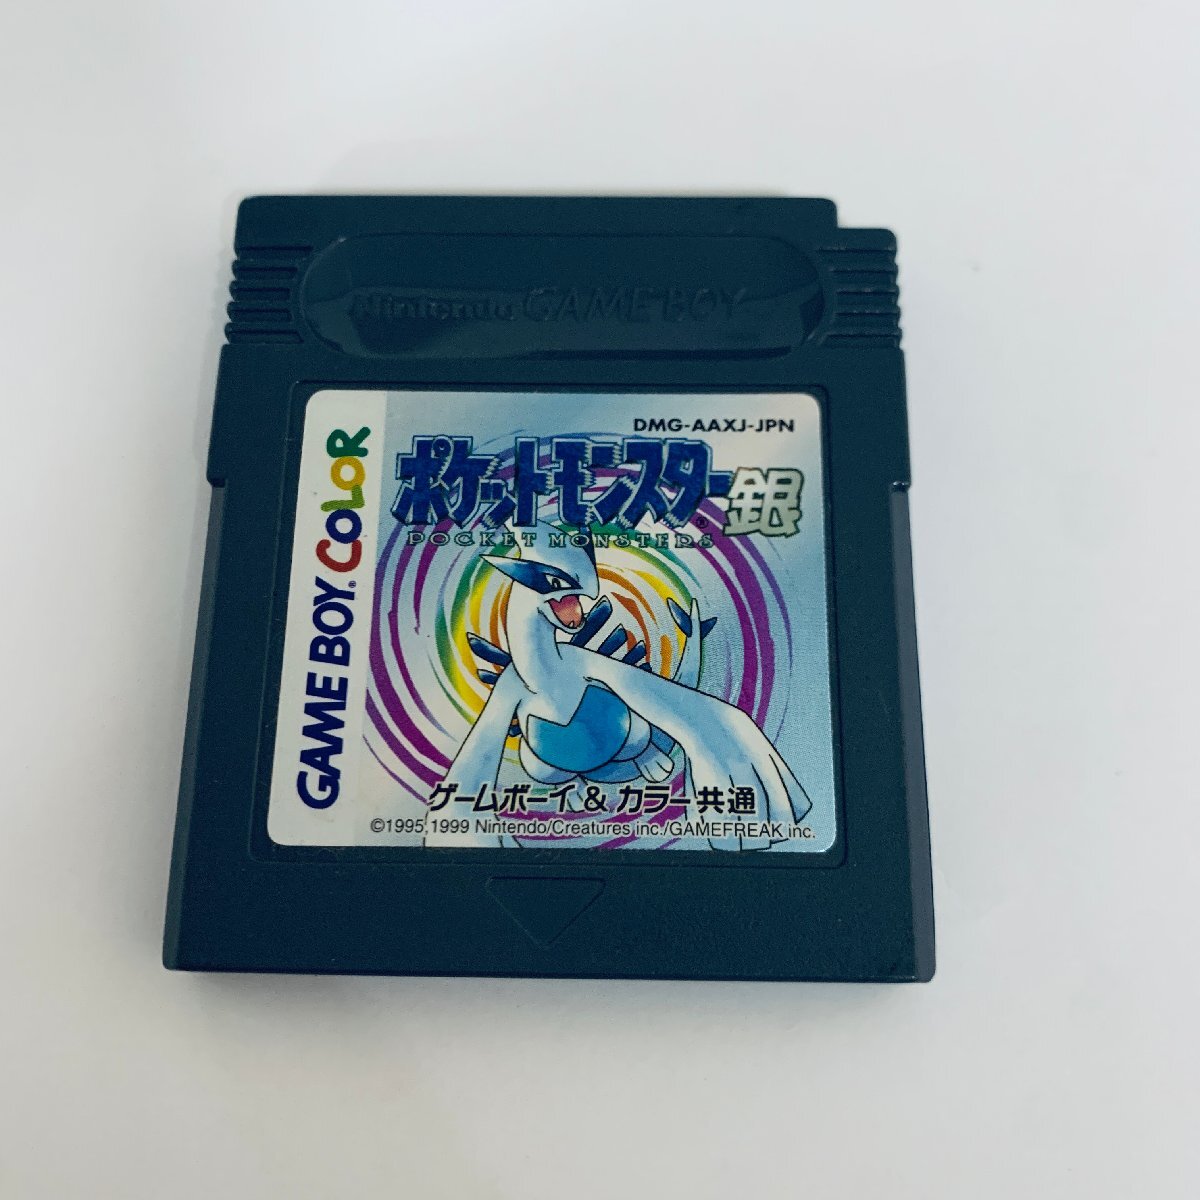 Nintendo GAME BOY
GAME BOY COLOR
DMG-AAXJ-JPN
ポケットモンスター®銀
POCKET MONSTERS
ゲームボーイ & カラー共通
©1995,1999 Nintendo/Creatures inc./GAMEFREAK inc.